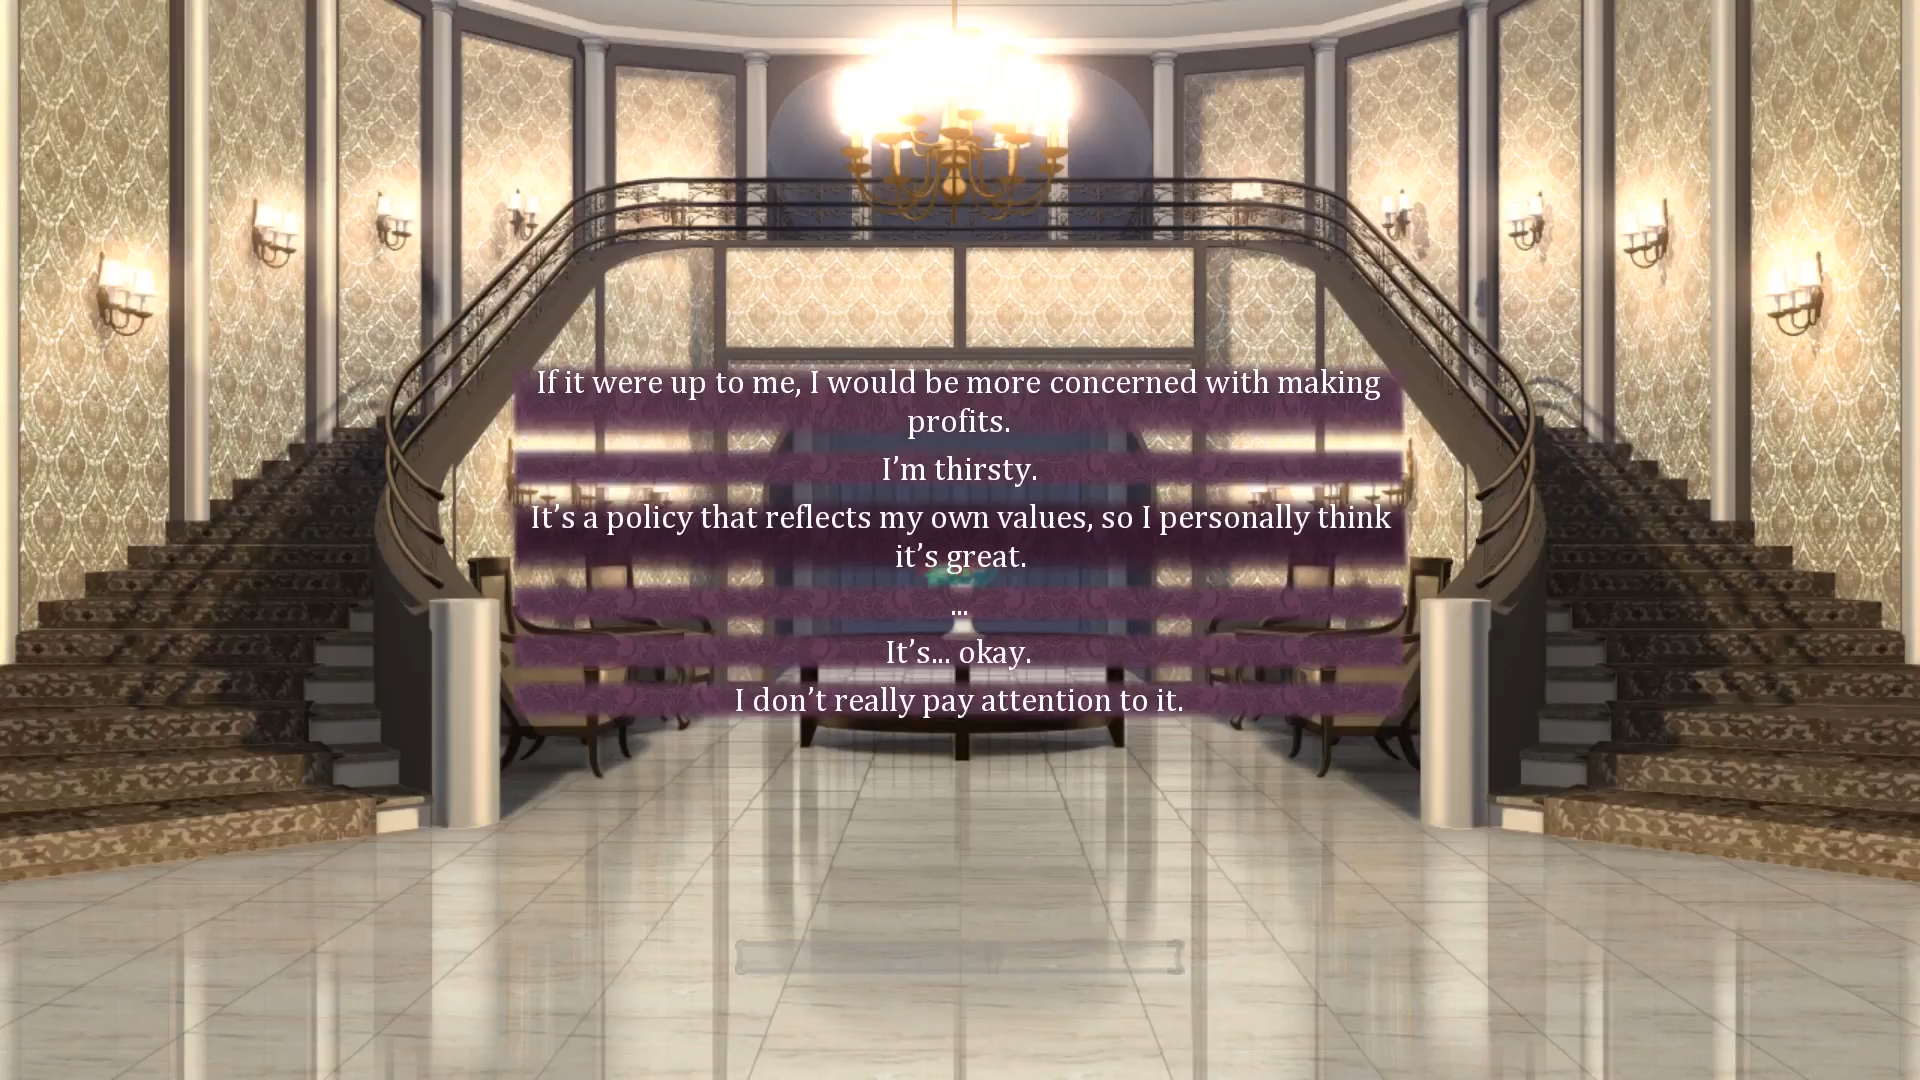 If it were up to me, I would be more concerned with making
profits.
I’m thirsty.
It’s a policy that reflects my own values, so I personally think
it’s great.
...
It’s... okay.
I don’t really pay attention to it.